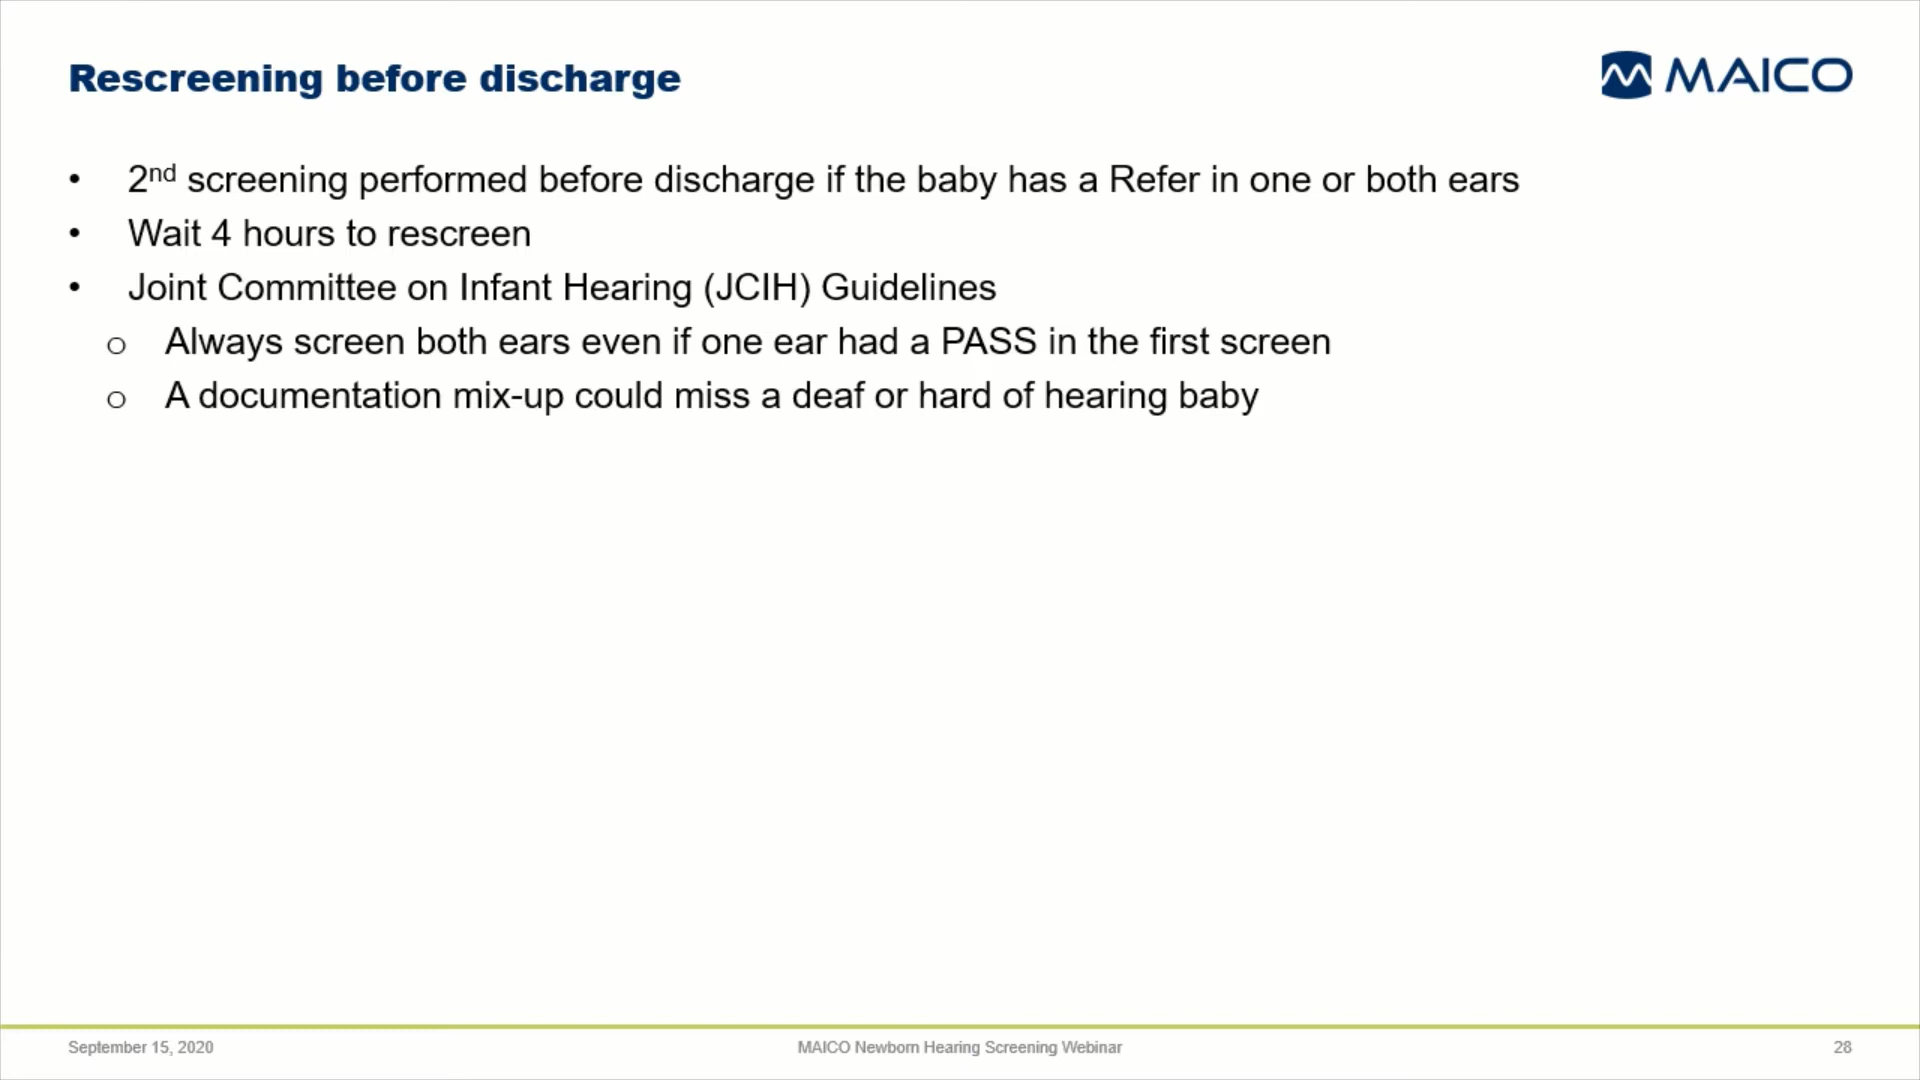 Rescreening before discharge
MAICO
• 2nd screening performed before discharge if the baby has a Refer in one or both ears
• Wait 4 hours to rescreen
• Joint Committee on Infant Hearing (JCIH) Guidelines
o Always screen both ears even if one ear had a PASS in the first screen
o A documentation mix-up could miss a deaf or hard of hearing baby
September 15, 2020
MAICO Newborn Hearing Screening Webinar
28